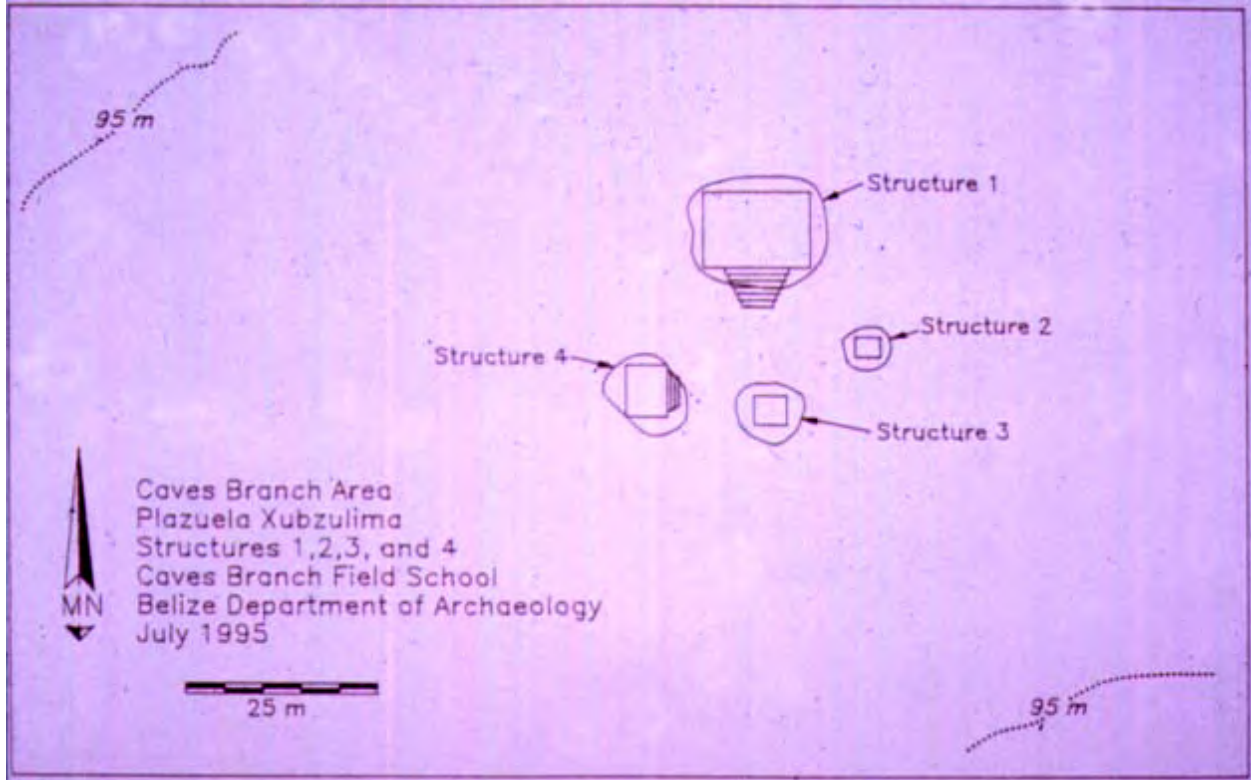 95 m
Structure 1
Structure 2
Structure 4
Structure 3
Caves Branch Area
Plazuela Xubzulima
Structures 1,2,3, and 4
Caves Branch Field School
MN
Belize Department of Archaeology
July 1995
25 m
95 m